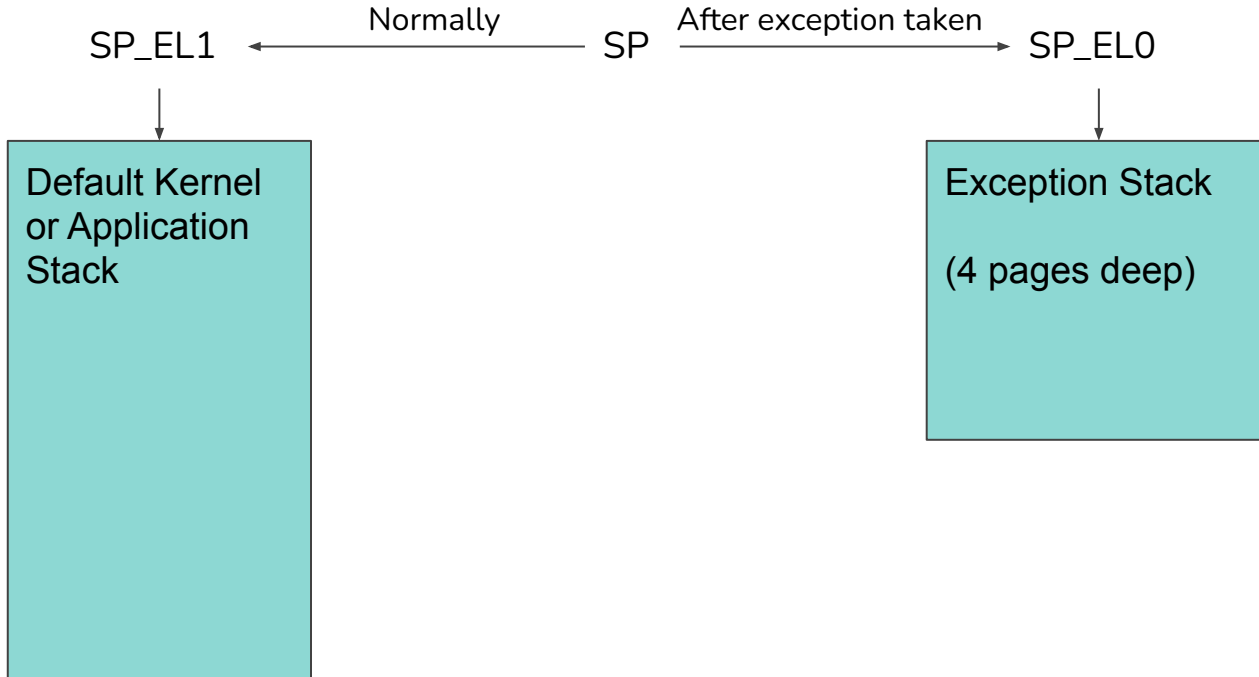 Normally
After exception taken
SP_EL1
SP
SP_EL0
Default Kernel
or Application
Stack
Exception Stack
(4 pages deep)